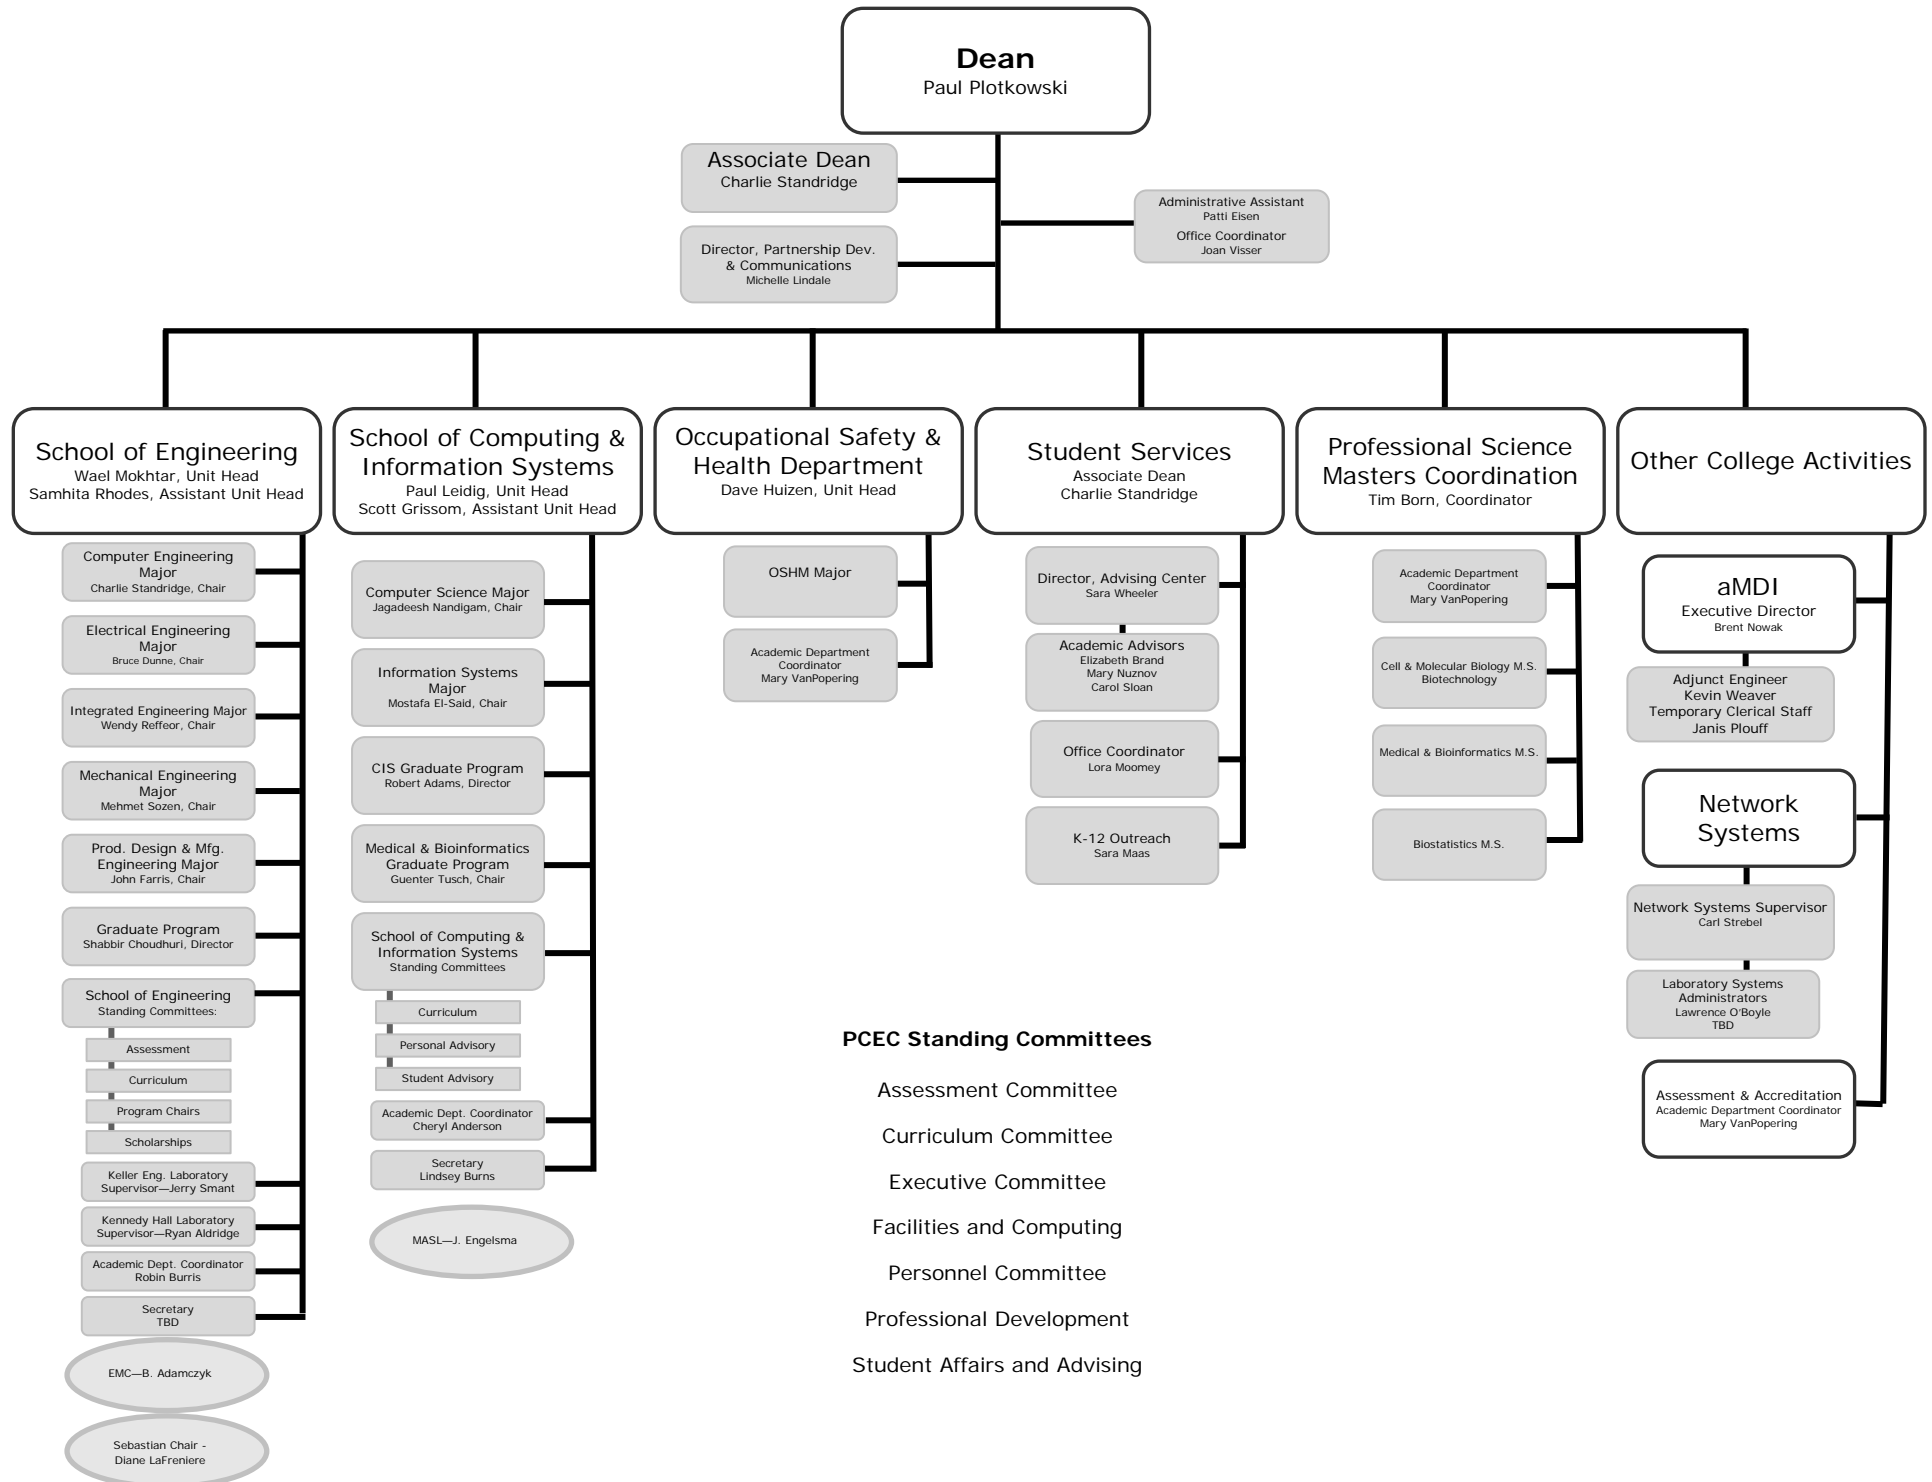 Dean
Paul Plotkowski
Associate Dean
Charlie Standridge
Director, Partnership Dev.
& Communications
Michelle Lindale
Administrative Assistant
Patti Eisen
Office Coordinator
Joan Visser
School of Engineering
Wael Mokhtar, Unit Head
Samhita Rhodes, Assistant Unit Head
Computer Engineering
Major
Charlie Standridge, Chair
Electrical Engineering
Major
Bruce Dunne, Chair
Integrated Engineering Major
Wendy Reffeor, Chair
Mechanical Engineering
Major
Mehmet Sozen, Chair
Prod. Design & Mfg.
Engineering Major
John Farris, Chair
Graduate Program
Shabbir Choudhuri, Director
School of Engineering
Standing Committees:
Assessment
Curriculum
Program Chairs
Scholarships
Keller Eng. Laboratory
Supervisor—Jerry Smant
Kennedy Hall Laboratory
Supervisor—Ryan Aldridge
Academic Dept. Coordinator
Robin Burris
Secretary
TBD
EMC—B. Adamczyk
Sebastian Chair -
Diane LaFreniere
School of Computing &
Information Systems
Paul Leidig, Unit Head
Scott Grissom, Assistant Unit Head
Computer Science Major
Jagadeesh Nandigam, Chair
Information Systems
Major
Mostafa El-Said, Chair
CIS Graduate Program
Robert Adams, Director
Medical & Bioinformatics
Graduate Program
Guenter Tusch, Chair
School of Computing &
Information Systems
Standing Committees
Curriculum
Personal Advisory
Student Advisory
Academic Dept. Coordinator
Cheryl Anderson
Secretary
Lindsey Burns
MASL—J. Engelsma
Occupational Safety &
Health Department
Dave Huizen, Unit Head
OSHM Major
Academic Department
Coordinator
Mary VanPopering
Student Services
Associate Dean
Charlie Standridge
Director, Advising Center
Sara Wheeler
Academic Advisors
Elizabeth Brand
Mary Nuznov
Carol Sloan
Office Coordinator
Lora Moomey
K-12 Outreach
Sara Maas
Professional Science
Masters Coordination
Tim Born, Coordinator
Academic Department
Coordinator
Mary VanPopering
Cell & Molecular Biology M.S.
Biotechnology
Medical & Bioinformatics M.S.
Biostatistics M.S.
Other College Activities
aMDI
Executive Director
Brent Nowak
Adjunct Engineer
Kevin Weaver
Temporary Clerical Staff
Janis Plouff
Network
Systems
Network Systems Supervisor
Carl Strebel
Laboratory Systems
Administrators
Lawrence O'Boyle
TBD
Assessment & Accreditation
Academic Department Coordinator
Mary VanPopering
PCEC Standing Committees
Assessment Committee
Curriculum Committee
Executive Committee
Facilities and Computing
Personnel Committee
Professional Development
Student Affairs and Advising